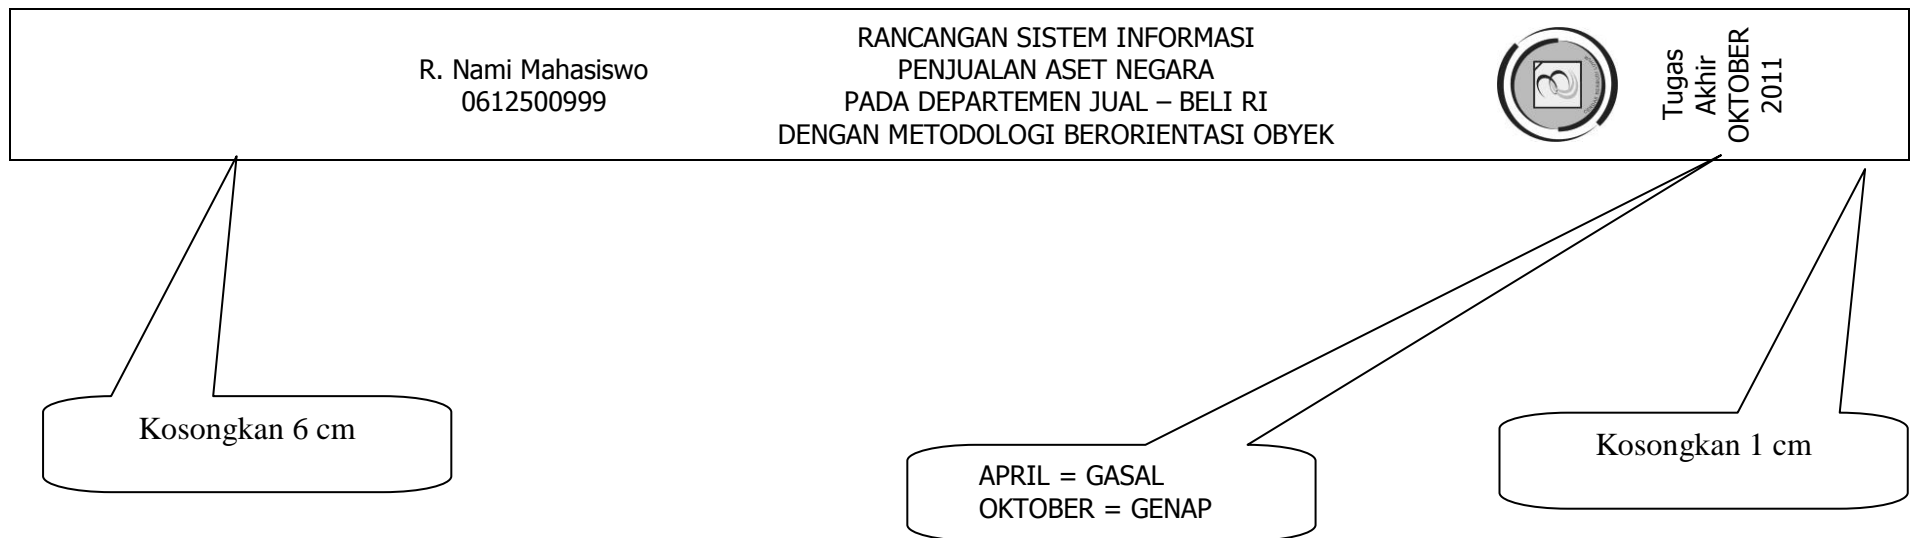 R. Nami Mahasiswo
0612500999
RANCANGAN SISTEM INFORMASI
PENJUALAN ASET NEGARA
PADA DEPARTEMEN JUAL – BELI RI
DENGAN METODOLOGI BERORIENTASI OBYEK
Tugas
Akhir
OKTOBER
2011
Kosongkan 6 cm
APRIL = GASAL
OKTOBER = GENAP
Kosongkan 1 cm